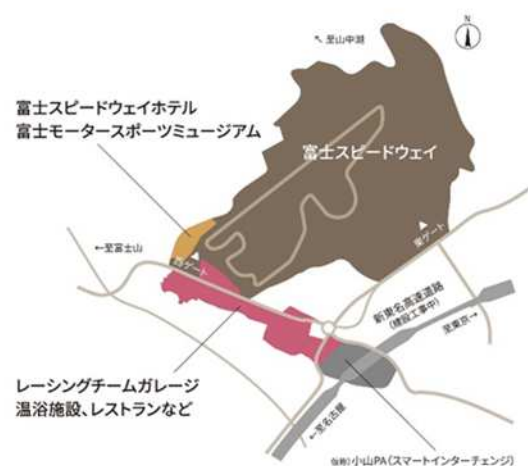 N
↖至山中湖
富士スピードウェイホテル
富士モータースポーツミュージアム
富士スピードウェイ
←至富士山
西ゲート
東ゲート
新東名高速道路
(建設工事中)
至東京→
レーシングチームガレージ
温浴施設、レストランなど
←至名古屋
(仮称)小山PA(スマートインターチェンジ)